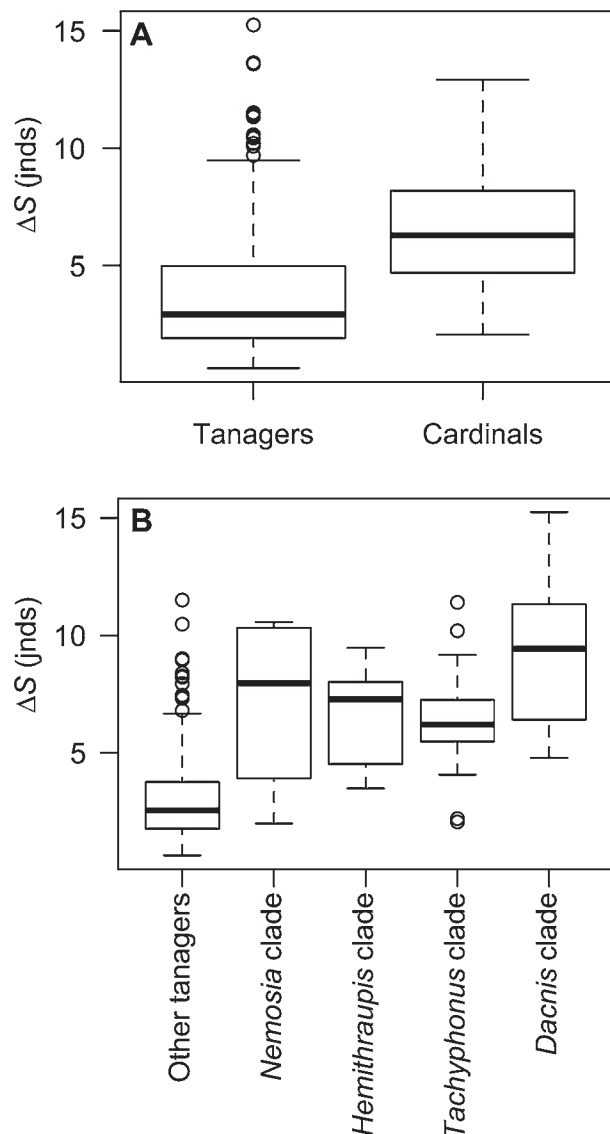 A
15
10
5
ΔS (jnds)
Tanagers Cardinals
B
15
10
5
ΔS (jnds)
Other tanagers
Nemosia clade
Hemithraupis clade
Tachyphonus clade
Dacnis clade